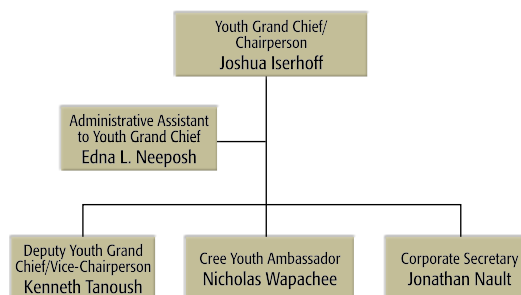 Youth Grand Chief/
Chairperson
Joshua Iserhoff
Administrative Assistant
to Youth Grand Chief
Edna L. Neeposh
Deputy Youth Grand
Chief/Vice-Chairperson
Kenneth Tanoush
Cree Youth Ambassador
Nicholas Wapachee
Corporate Secretary
Jonathan Nault